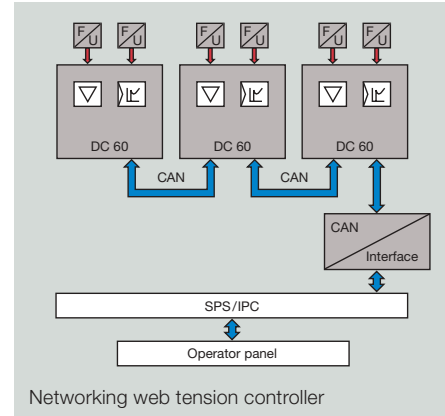 F U F U F U F U F U F U
DC 60 DC 60 DC 60
CAN CAN
CAN
Interface
SPS/IPC
Operator panel
Networking web tension controller